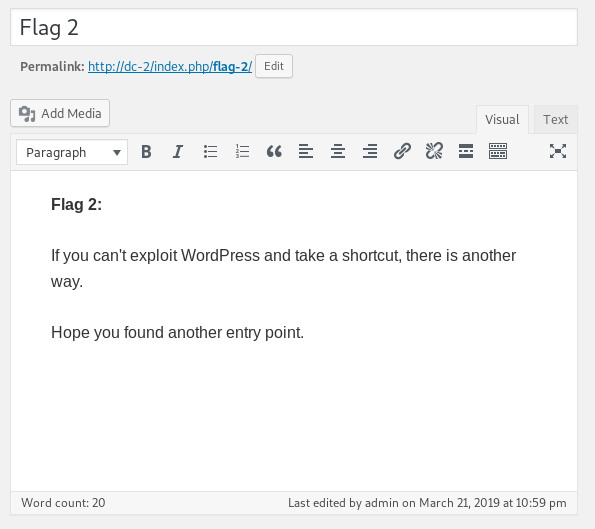 Flag 2
Permalink: http://dc-2/index.php/flag-2/ Edit
Add Media
Visual Text
Paragraph B I
Flag 2:
If you can't exploit WordPress and take a shortcut, there is another
way.
Hope you found another entry point.
Word count: 20 Last edited by admin on March 21, 2019 at 10:59 pm